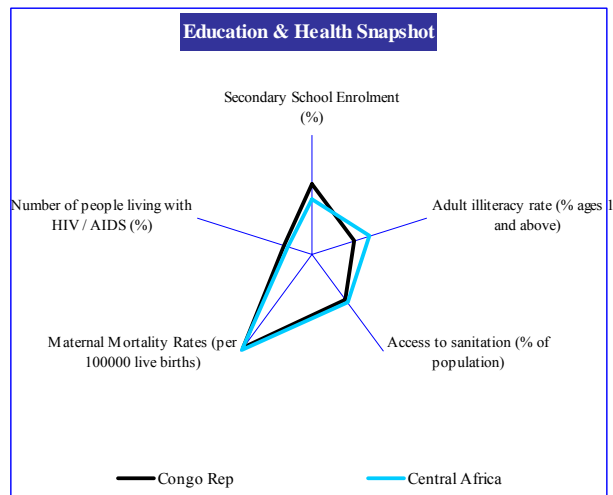 Education & Health Snapshot
Secondary School Enrolment
(%)
Number of people living with
HIV / AIDS (%)
Adult illiteracy rate (% ages 1
and above)
Maternal Mortality Rates (per
100000 live births)
Access to sanitation (% of
population)
Congo Rep
Central Africa